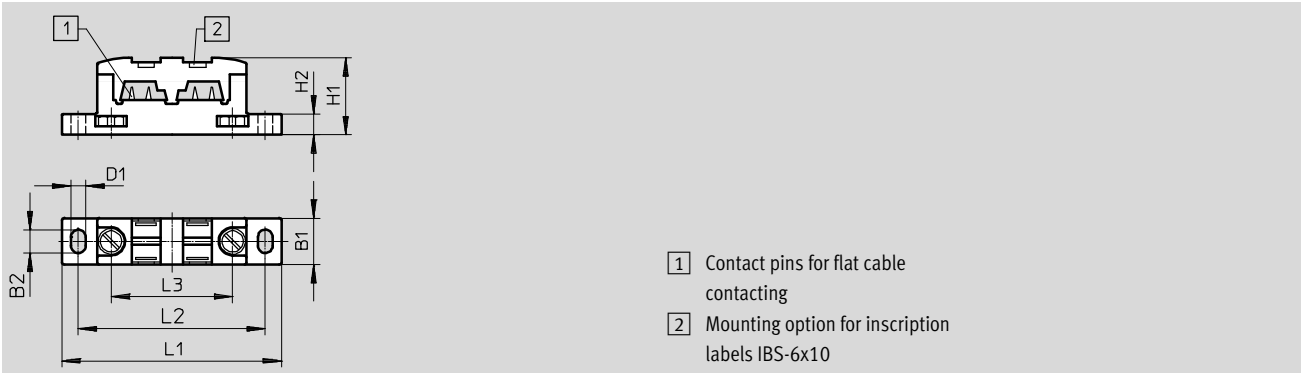 1
2
H2
H1
D1
B1
B2
L3
L2
L1
1 Contact pins for flat cable
contacting
2 Mounting option for inscription
labels IBS-6x10